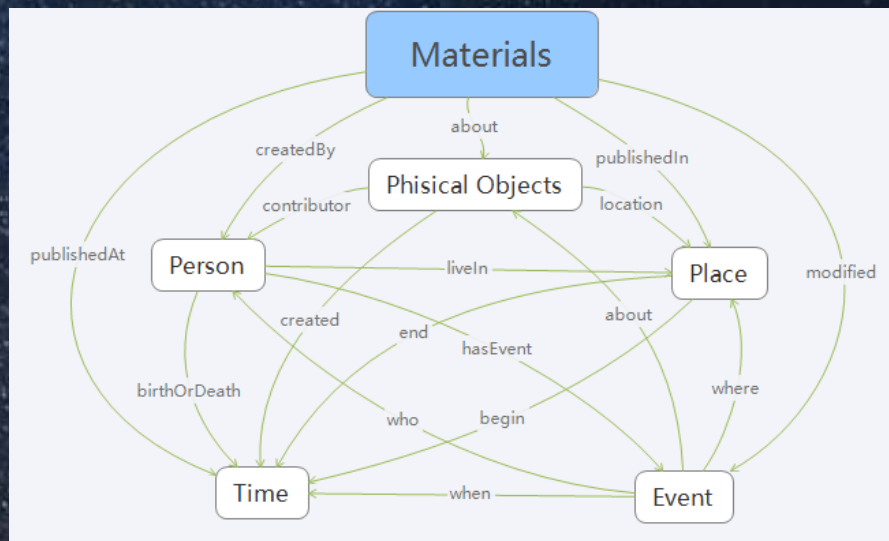 Materials
about
createdBy
publishedIn
Phisical Objects
contributor
location
publishedAt
Person
liveIn
Place
modified
created
about
end
hasEvent
birthOrDeath
where
who
begin
Time
when
Event